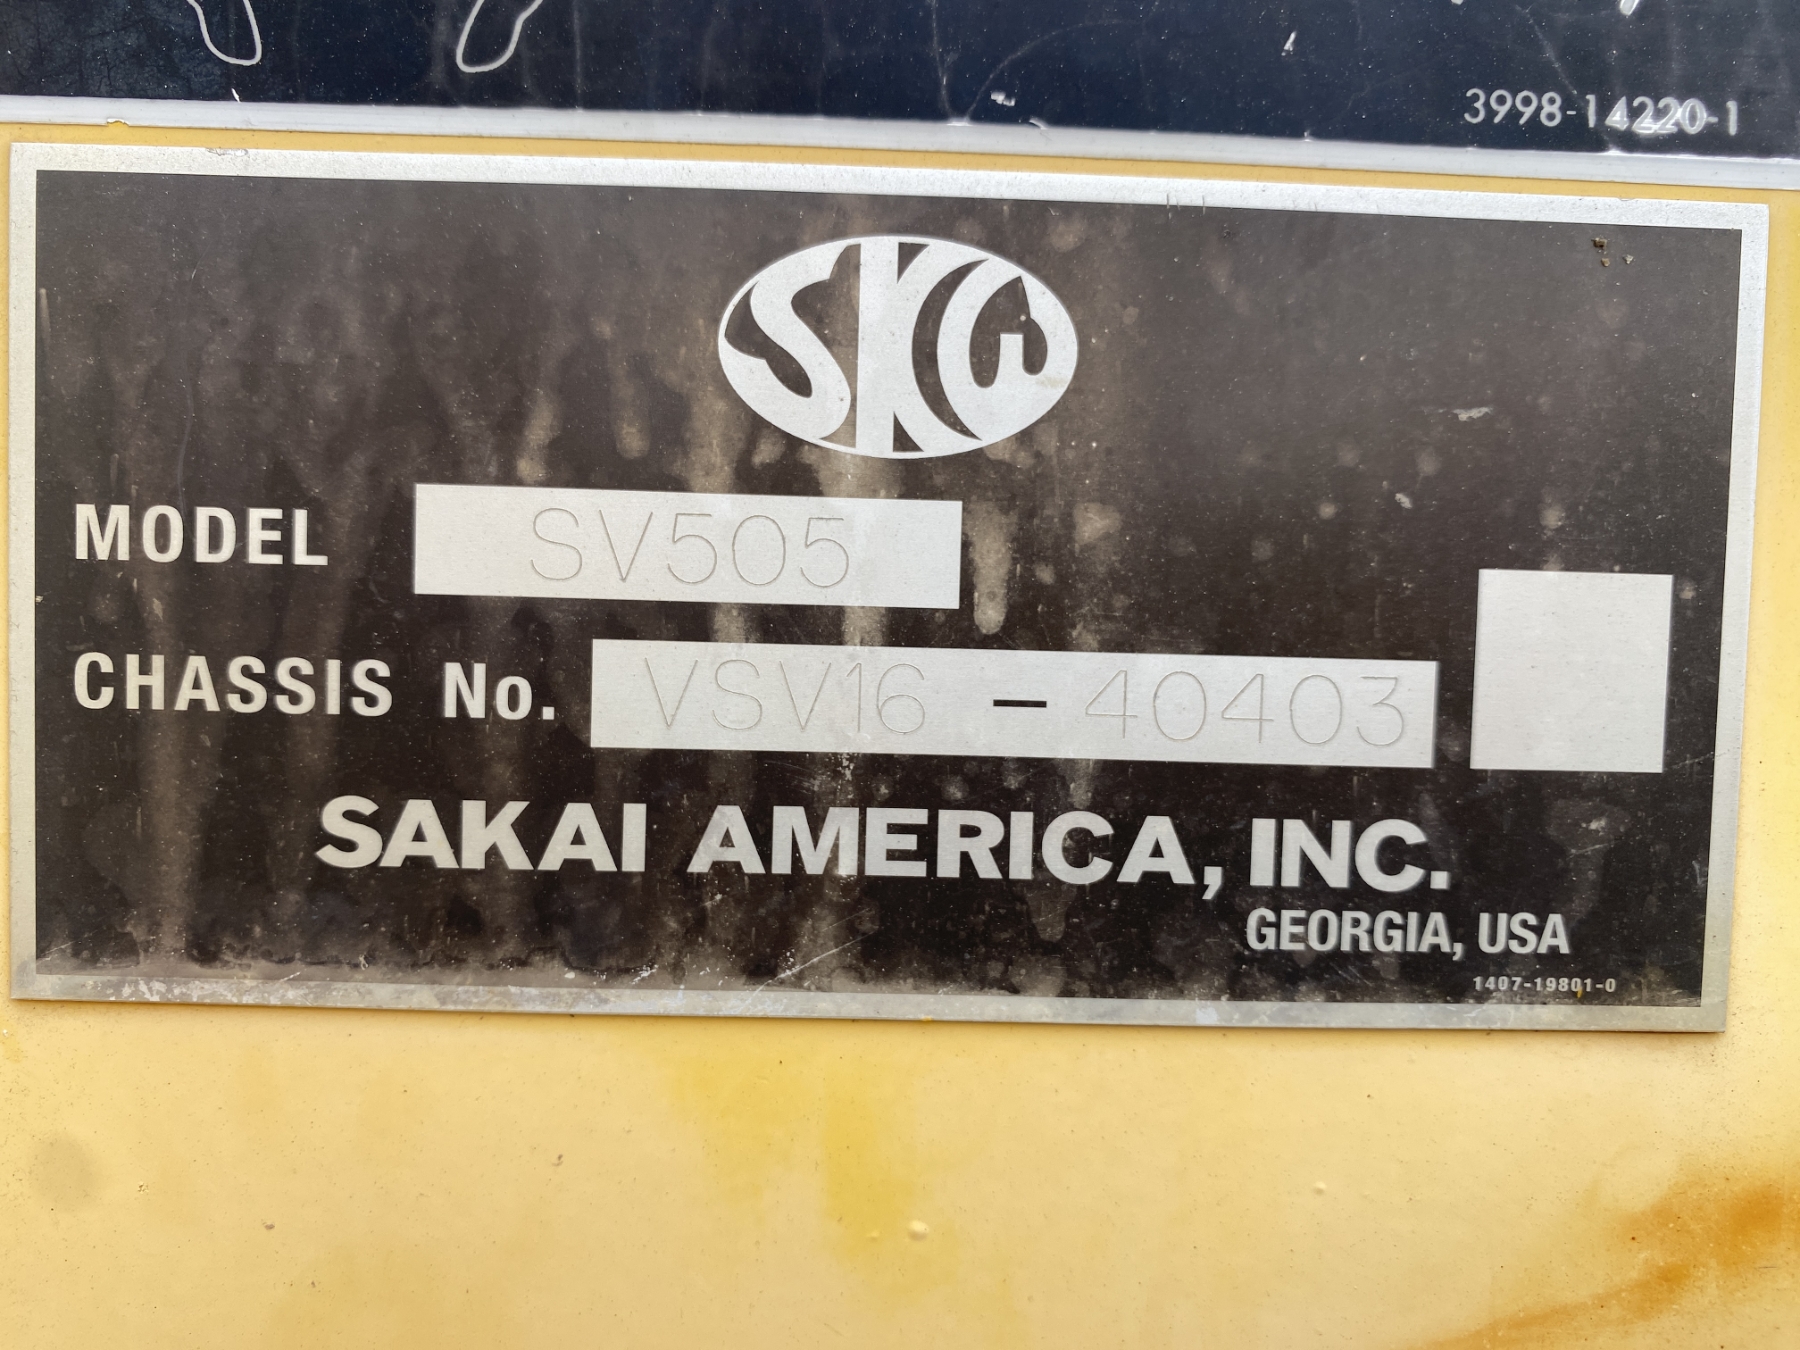 3998-14220-1
SKW
MODEL SV505
CHASSIS No. VSV16 - 40403
SAKAI AMERICA, INC.
GEORGIA, USA
1407-19801-0